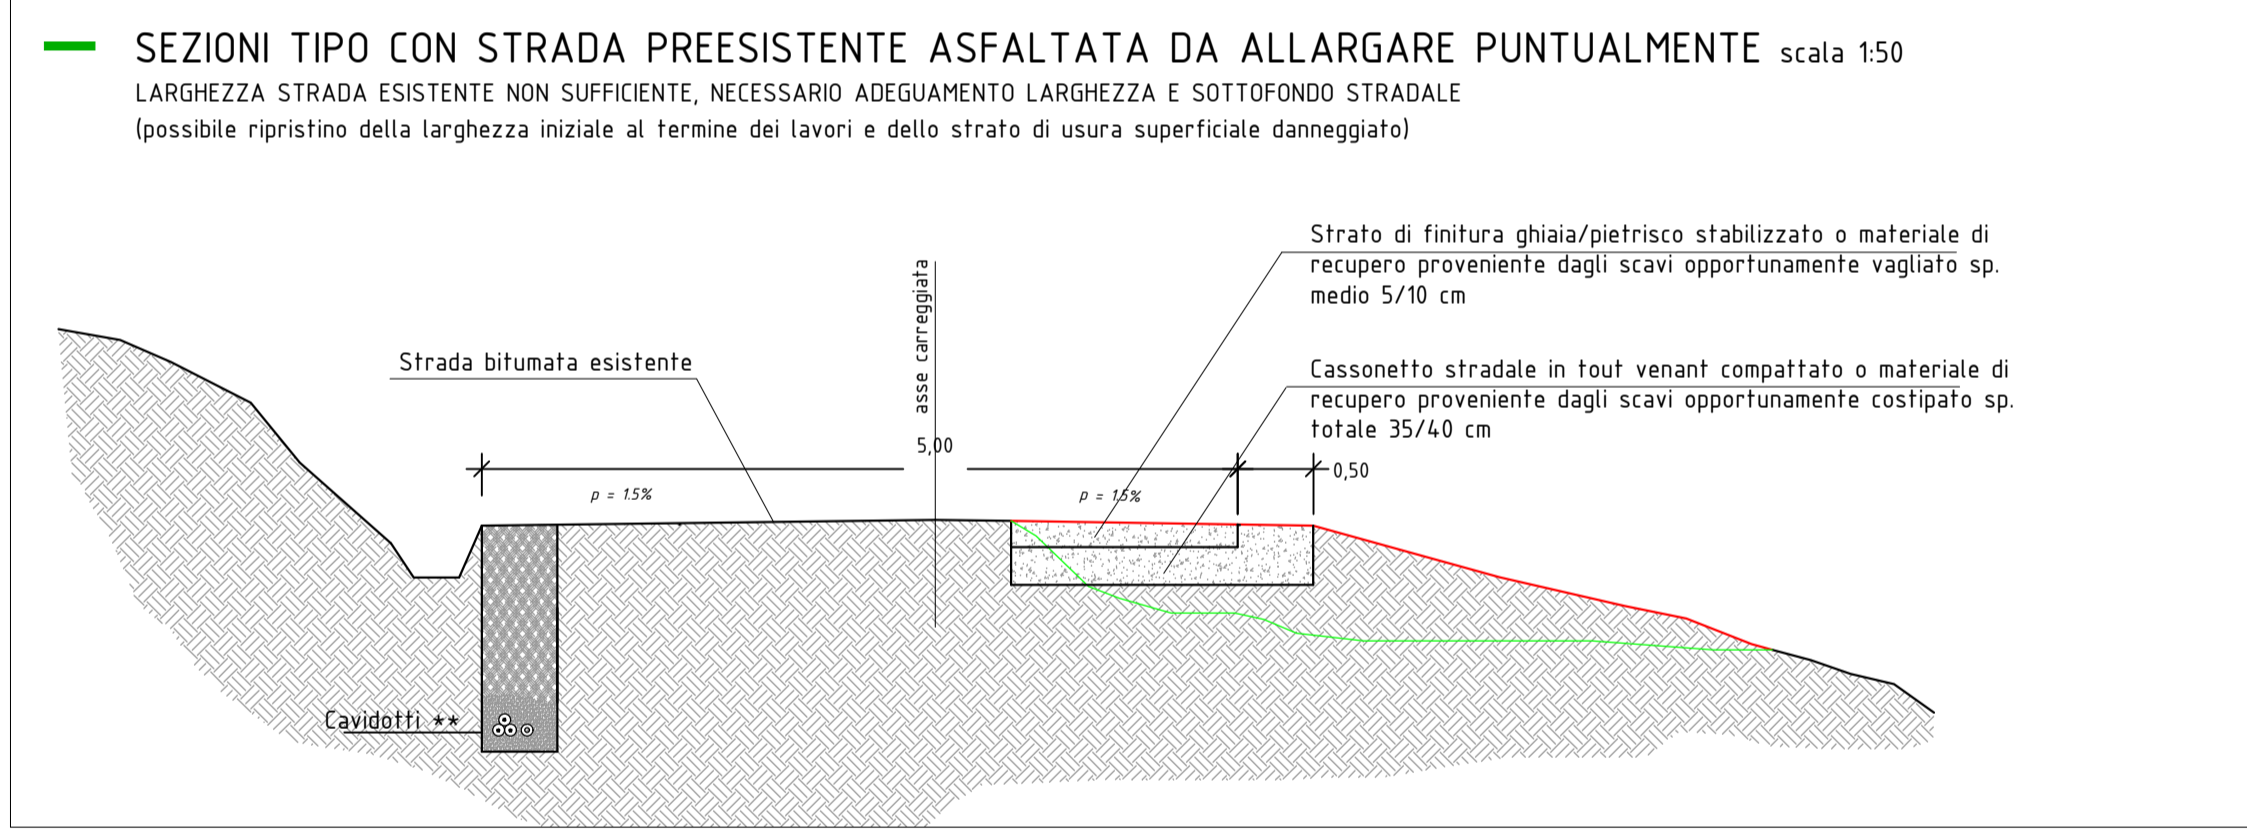 SEZIONI TIPO CON STRADA PREESISTENTE ASFALTATA DA ALLARGARE PUNTUALMENTE scala 1:50
LARGHEZZA STRADA ESISTENTE NON SUFFICIENTE, NECESSARIO ADEGUAMENTO LARGHEZZA E SOTTOFONDO STRADALE
(possibile ripristino della larghezza iniziale al termine dei lavori e dello strato di usura superficiale danneggiato)
Strato di finitura ghiaia/pietrisco stabilizzato o materiale di
recupero proveniente dagli scavi opportunamente vagliato sp.
medio 5/10 cm
asse carreggiata
Strada bitumata esistente
Cassonetto stradale in tout venant compattato o materiale di
recupero proveniente dagli scavi opportunamente costipato sp.
totale 35/40 cm
5,00
0,50
p = 1.5%
p = 1.5%
Cavidotti **